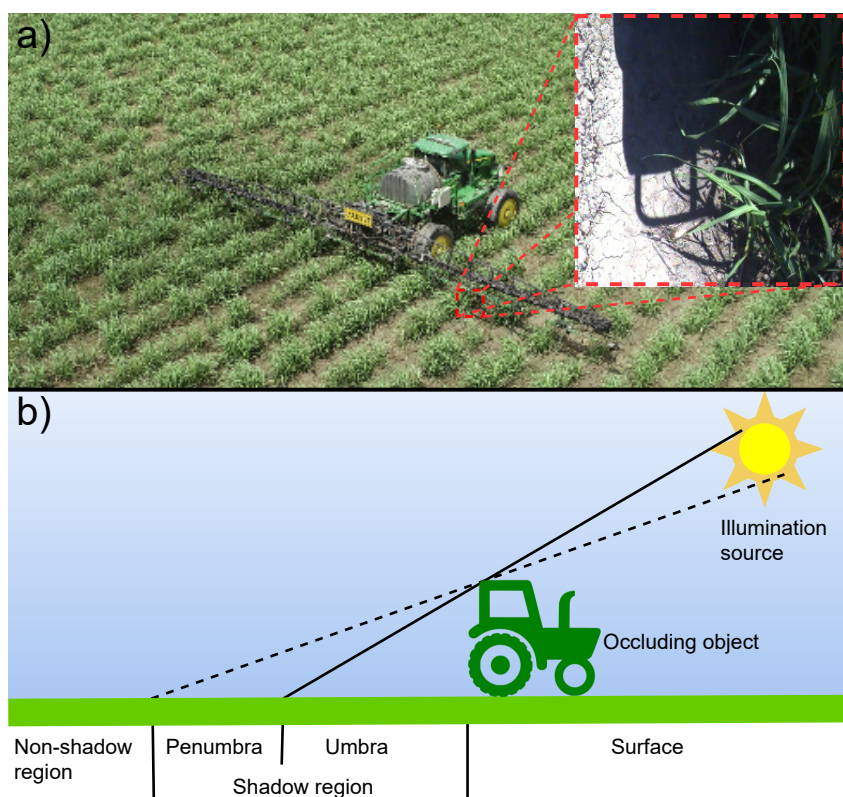 a)
b)
Illumination
source
Occluding object
Non-shadow
region
Penumbra
Umbra
Surface
Shadow region